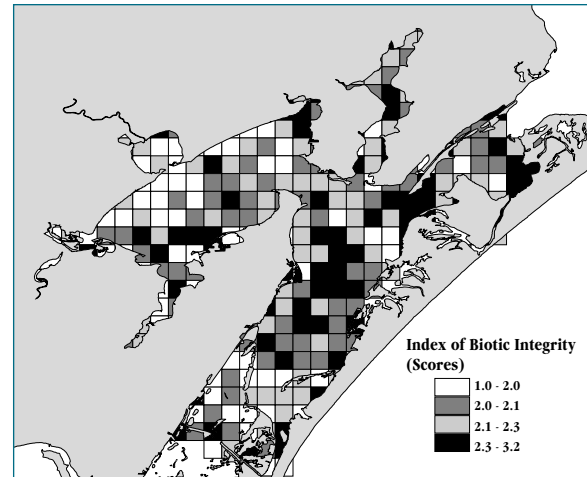 Index of Biotic Integrity
(Scores)
1.0 - 2.0
2.0 - 2.1
2.1 - 2.3
2.3 - 3.2